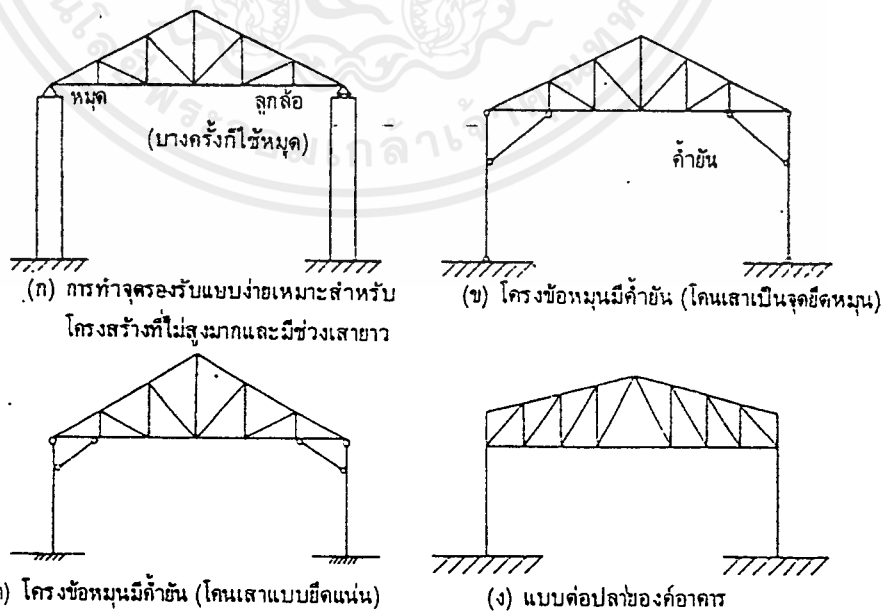 หมุด
ลูกล้อ
(บางครั้งก็ใช้หมุด)
ค้ำยัน
(ก) การทำจุดรองรับแบบง่ายเหมาะสำหรับ
โครงสร้างที่ไม่สูงมากและมีช่วงเสายาว
(ข) โครงข้อหมุนมีค้ำยัน (โคนเสาเป็นจุดยึดหมุน)
) โครงข้อหมุนมีค้ำยัน (โคนเสาแบบยึดแน่น)
(ง) แบบต่อปลายองค์อาคาร